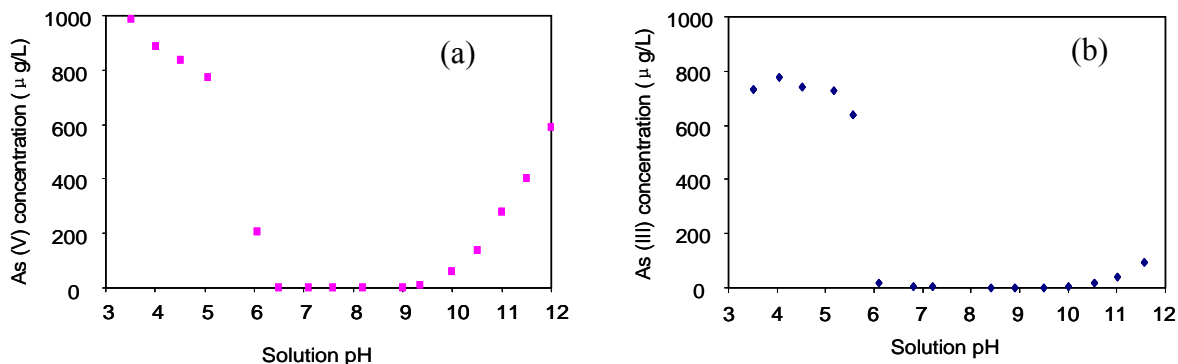 As (V) concentration ( μ g/L)
1000
800
600
400
200
0
(a)
3 4 5 6 7 8 9 10 11 12
Solution pH
As (III) concentration ( μ g/L)
1000
800
600
400
200
0
(b)
3 4 5 6 7 8 9 10 11 12
Solution pH